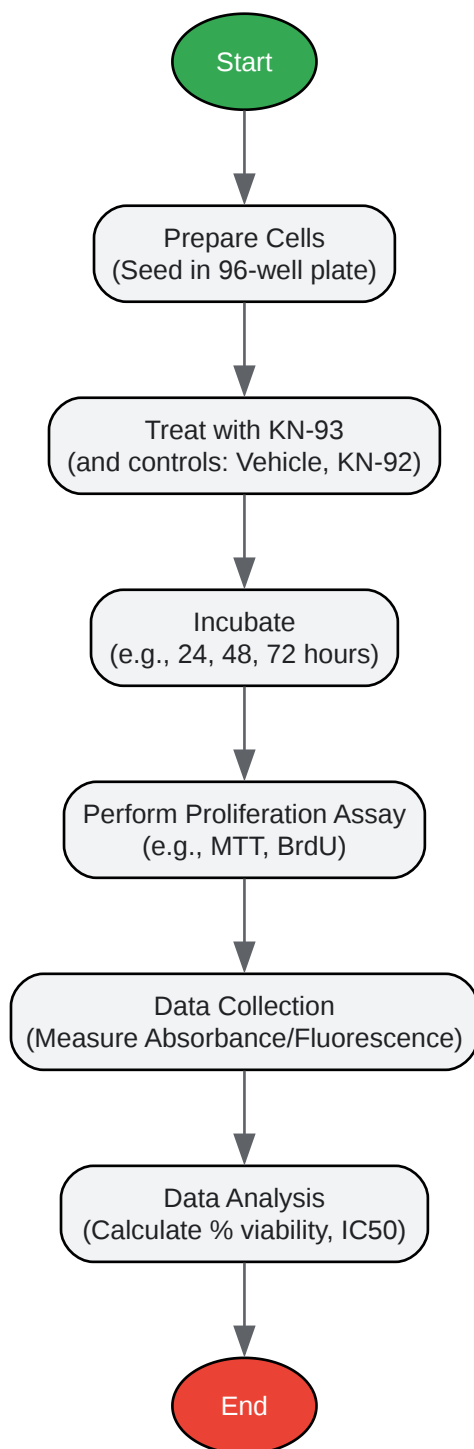 Start
Prepare Cells
(Seed in 96-well plate)
Treat with KN-93
(and controls: Vehicle, KN-92)
Incubate
(e.g., 24, 48, 72 hours)
Perform Proliferation Assay
(e.g., MTT, BrdU)
Data Collection
(Measure Absorbance/Fluorescence)
Data Analysis
(Calculate % viability, IC50)
End